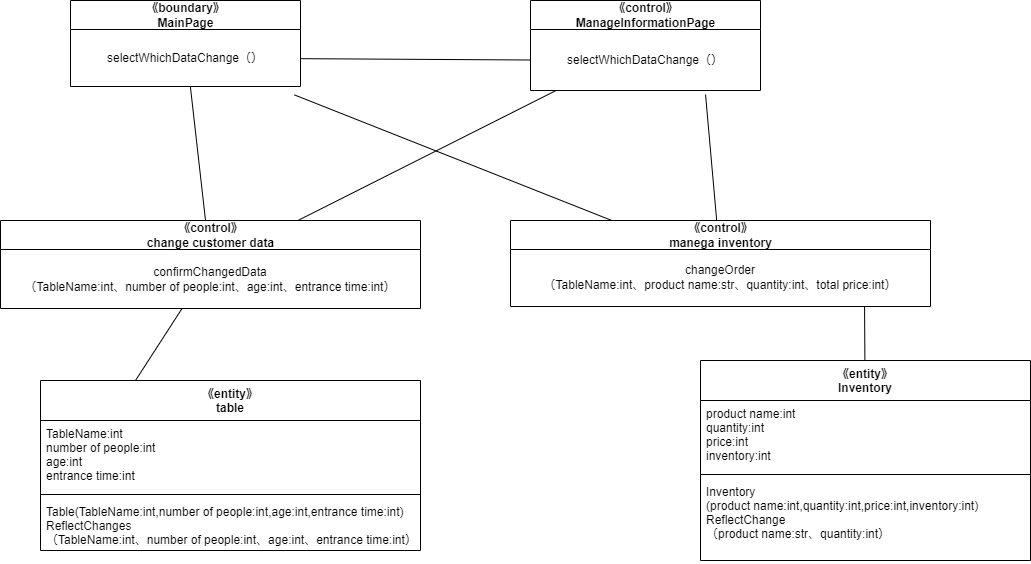 《boundary》
MainPage
selectWhichDataChange（）
《control》
ManageInformationPage
selectWhichDataChange（）
《control》
change customer data
confirmChangedData
（TableName:int、number of people:int、age:int、entrance time:int）
《control》
manega inventory
changeOrder
（TableName:int、product name:str、quantity:int、total price:int）
《entity》
table
TableName:int
number of people:int
age:int
entrance time:int
Table(TableName:int,number of people:int,age:int,entrance time:int)
ReflectChanges
（TableName:int、number of people:int、age:int、entrance time:int）
《entity》
Inventory
product name:int
quantity:int
price:int
inventory:int
Inventory
(product name:int,quantity:int,price:int,inventory:int)
ReflectChange
（product name:str、quantity:int）